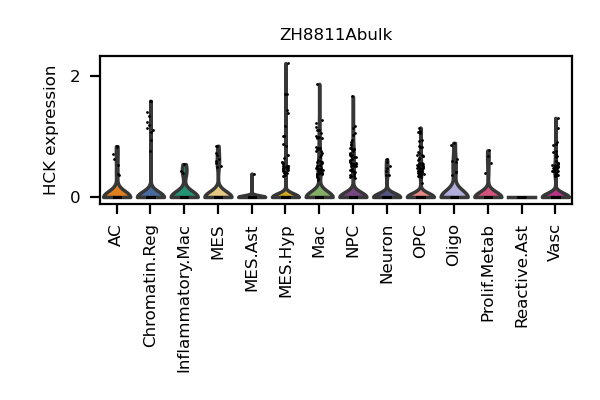 ZH8811Abulk
HCK expression
2
0
AC
Chromatin.Reg
Inflammatory.Mac
MES
MES.Ast
MES.Hyp
Mac
NPC
Neuron
OPC
Oligo
Prolif.Metab
Reactive.Ast
Vasc